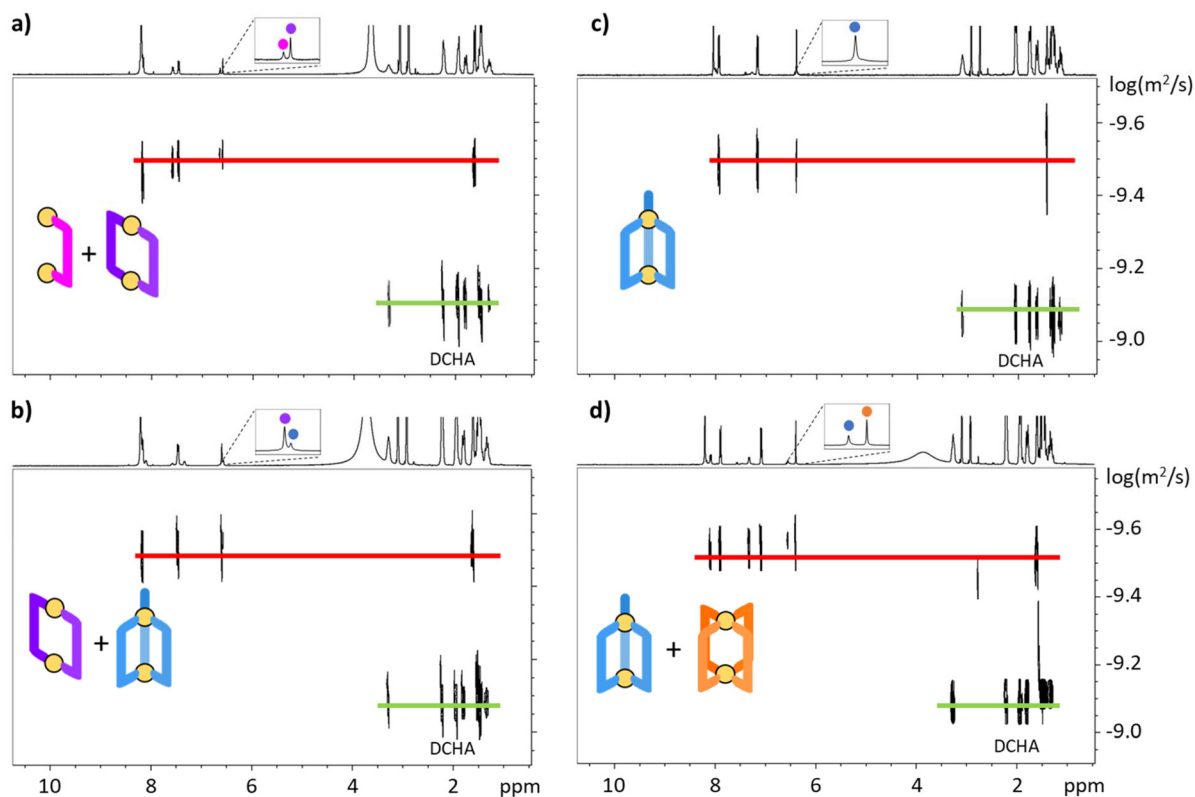 a)
+
DCHA
c)
log(m²/s)
-9.6
-9.4
-9.2
-9.0
DCHA
b)
+
DCHA
10 8 6 4 2 ppm
d)
log(m²/s)
-9.6
-9.4
-9.2
-9.0
+
DCHA
10 8 6 4 2 ppm